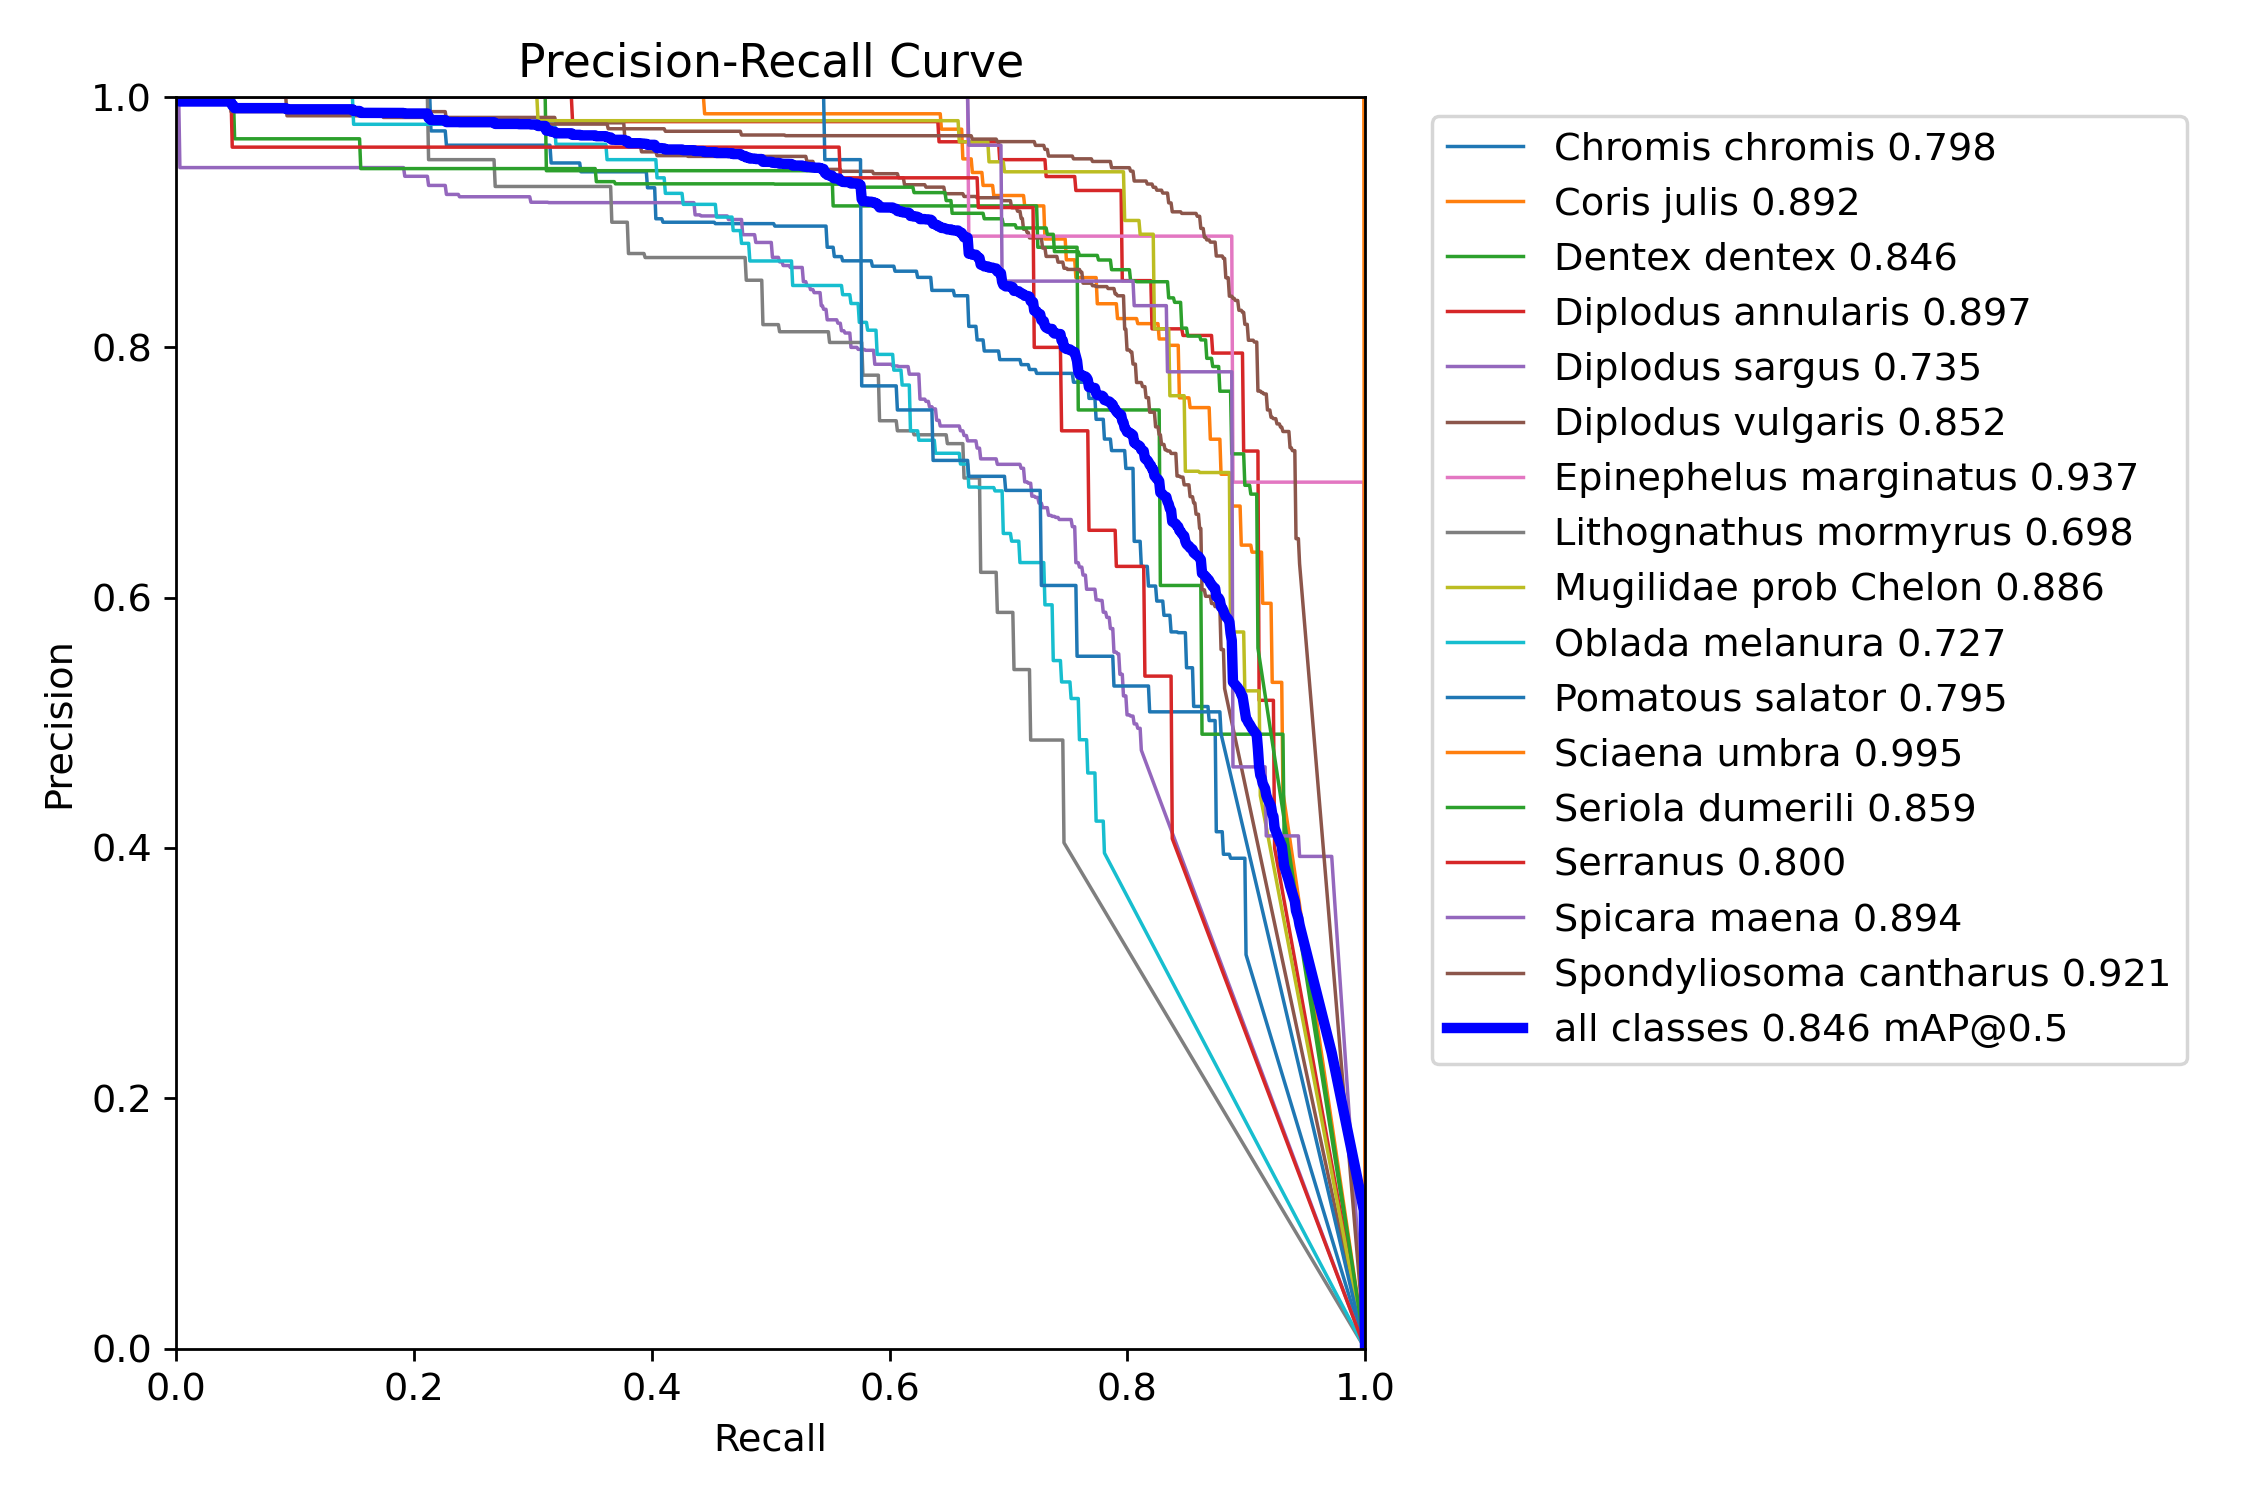 Precision-Recall Curve
1.0
0.8
0.6
0.4
0.2
0.0
Precision
0.0 0.2 0.4 0.6 0.8 1.0
Recall
Chromis chromis 0.798
Coris julis 0.892
Dentex dentex 0.846
Diplodus annularis 0.897
Diplodus sargus 0.735
Diplodus vulgaris 0.852
Epinephelus marginatus 0.937
Lithognathus mormyrus 0.698
Mugilidae prob Chelon 0.886
Oblada melanura 0.727
Pomatous salator 0.795
Sciaena umbra 0.995
Seriola dumerili 0.859
Serranus 0.800
Spicara maena 0.894
Spondyliosoma cantharus 0.921
all classes 0.846 mAP@0.5